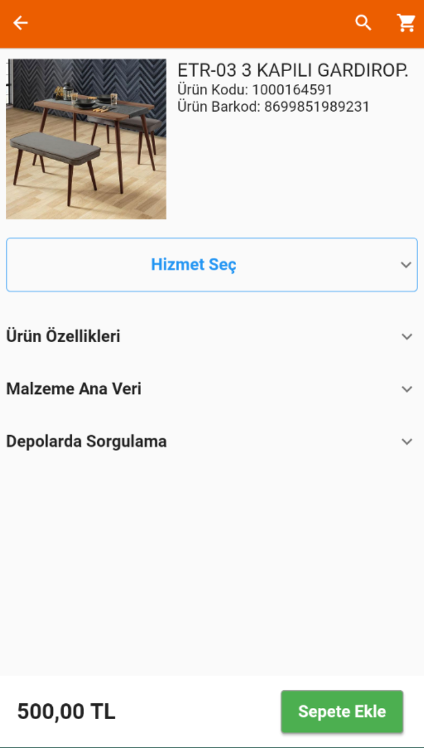 ETR-03 3 KAPILI GARDIROP.
Ürün Kodu: 1000164591
Ürün Barkod: 8699851989231
Hizmet Seç
Ürün Özellikleri
Malzeme Ana Veri
Depolarda Sorgulama
500,00 TL
Sepete Ekle